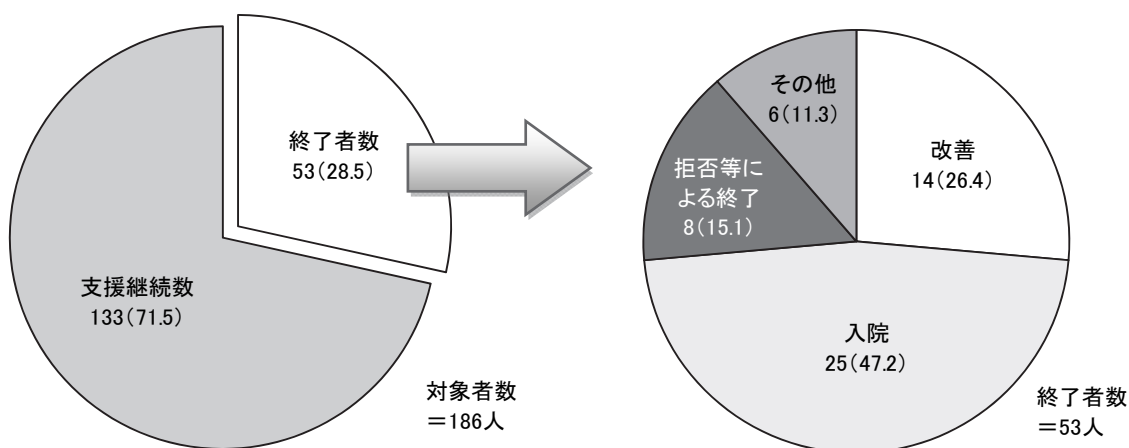 終了者数
53(28.5)
支援継続数
133(71.5)
対象者数
=186人
その他
6(11.3)
改善
14(26.4)
拒否等に
よる終了
8(15.1)
入院
25(47.2)
終了者数
=53人